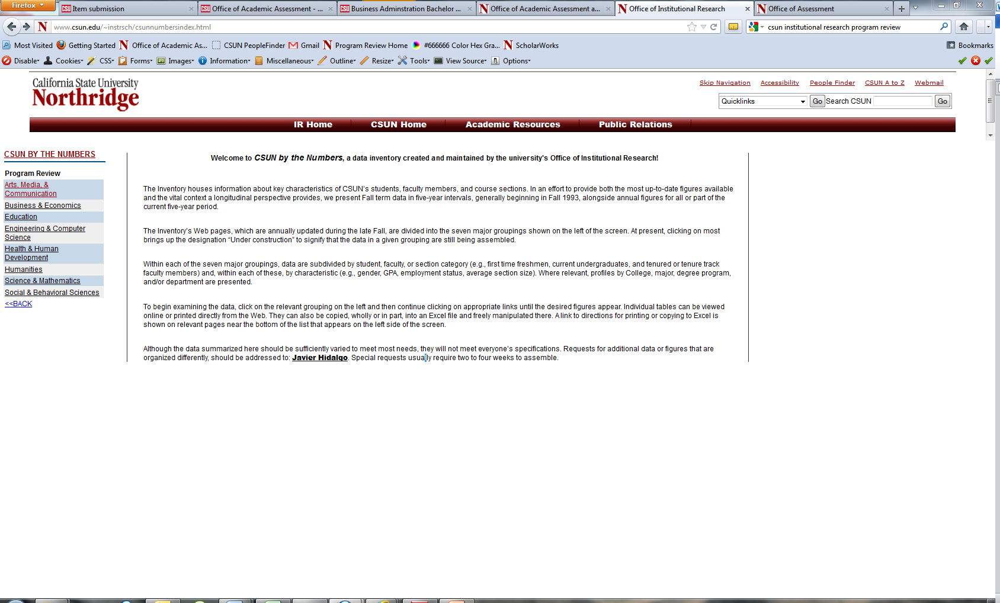 Firefox
Item submission
Office of Academic Assessment - ...
Business Adminstration Bachelor ...
Office of Academic Assessment a...
Office of Institutional Research
Office of Assessment
www.csun.edu/~instrsch/csunnumbersindex.html
csun institutional research program review
Most Visited
Getting Started
Office of Academic As...
CSUN PeopleFinder
Gmail
Program Review Home
#666666 Color Hex Gra...
ScholarWorks
Bookmarks
Disable
Cookies
CSS
Forms
Images
Information
Miscellaneous
Outline
Resize
Tools
View Source
Options
California State University
Northridge
Skip Navigation
Accessibility
People Finder
CSUN A to Z
Webmail
Quicklinks
Go
Search CSUN
Go
IR Home
CSUN Home
Academic Resources
Public Relations
CSUN BY THE NUMBERS
Program Review
Arts, Media, &
Communication
Business & Economics
Education
Engineering & Computer
Science
Health & Human
Development
Humanities
Science & Mathematics
Social & Behavioral Sciences
<<BACK
Welcome to CSUN by the Numbers, a data inventory created and maintained by the university's Office of Institutional Research!
The Inventory houses information about key characteristics of CSUN's students, faculty members, and course sections. In an effort to provide both the most up-to-date figures available
and the vital context a longitudinal perspective provides, we present Fall term data in five-year intervals, generally beginning in Fall 1993, alongside annual figures for all or part of the
current five-year period.
The Inventory's Web pages, which are annually updated during the late Fall, are divided into the seven major groupings shown on the left of the screen. At present, clicking on most
brings up the designation “Under construction” to signify that the data in a given grouping are still being assembled.
Within each of the seven major groupings, data are subdivided by student, faculty, or section category (e.g., first time freshmen, current undergraduates, and tenured or tenure track
faculty members) and, within each of these, by characteristic (e.g., gender, GPA, employment status, average section size). Where relevant, profiles by College, major, degree program,
and/or department are presented.
To begin examining the data, click on the relevant grouping on the left and then continue clicking on appropriate links until the desired figures appear. Individual tables can be viewed
online or printed directly from the Web. They can also be copied, wholly or in part, into an Excel file and freely manipulated there. A link to directions for printing or copying to Excel is
shown on relevant pages near the bottom of the list that appears on the left side of the screen.
Although the data summarized here should be sufficiently varied to meet most needs, they will not meet everyone's specifications. Requests for additional data or figures that are
organized differently, should be addressed to: Javier Hidalgo. Special requests usually require two to four weeks to assemble.